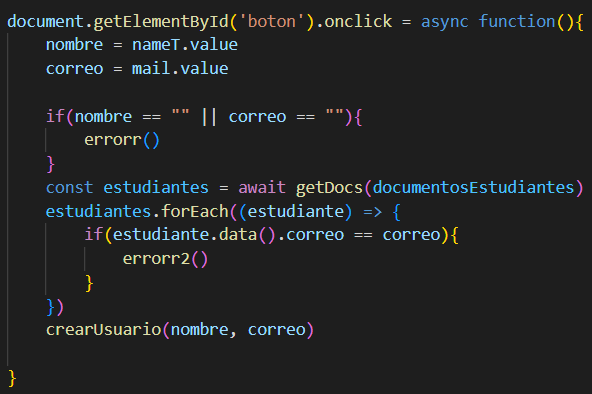 document.getElementById('boton').onclick = async function(){
nombre = nameT.value
correo = mail.value
if(nombre == "" || correo == ""){
errorr()
}
const estudiantes = await getDocs(documentosEstudiantes)
estudiantes.forEach((estudiante) => {
if(estudiante.data().correo == correo){
errorr2()
}
})
crearUsuario(nombre, correo)
}